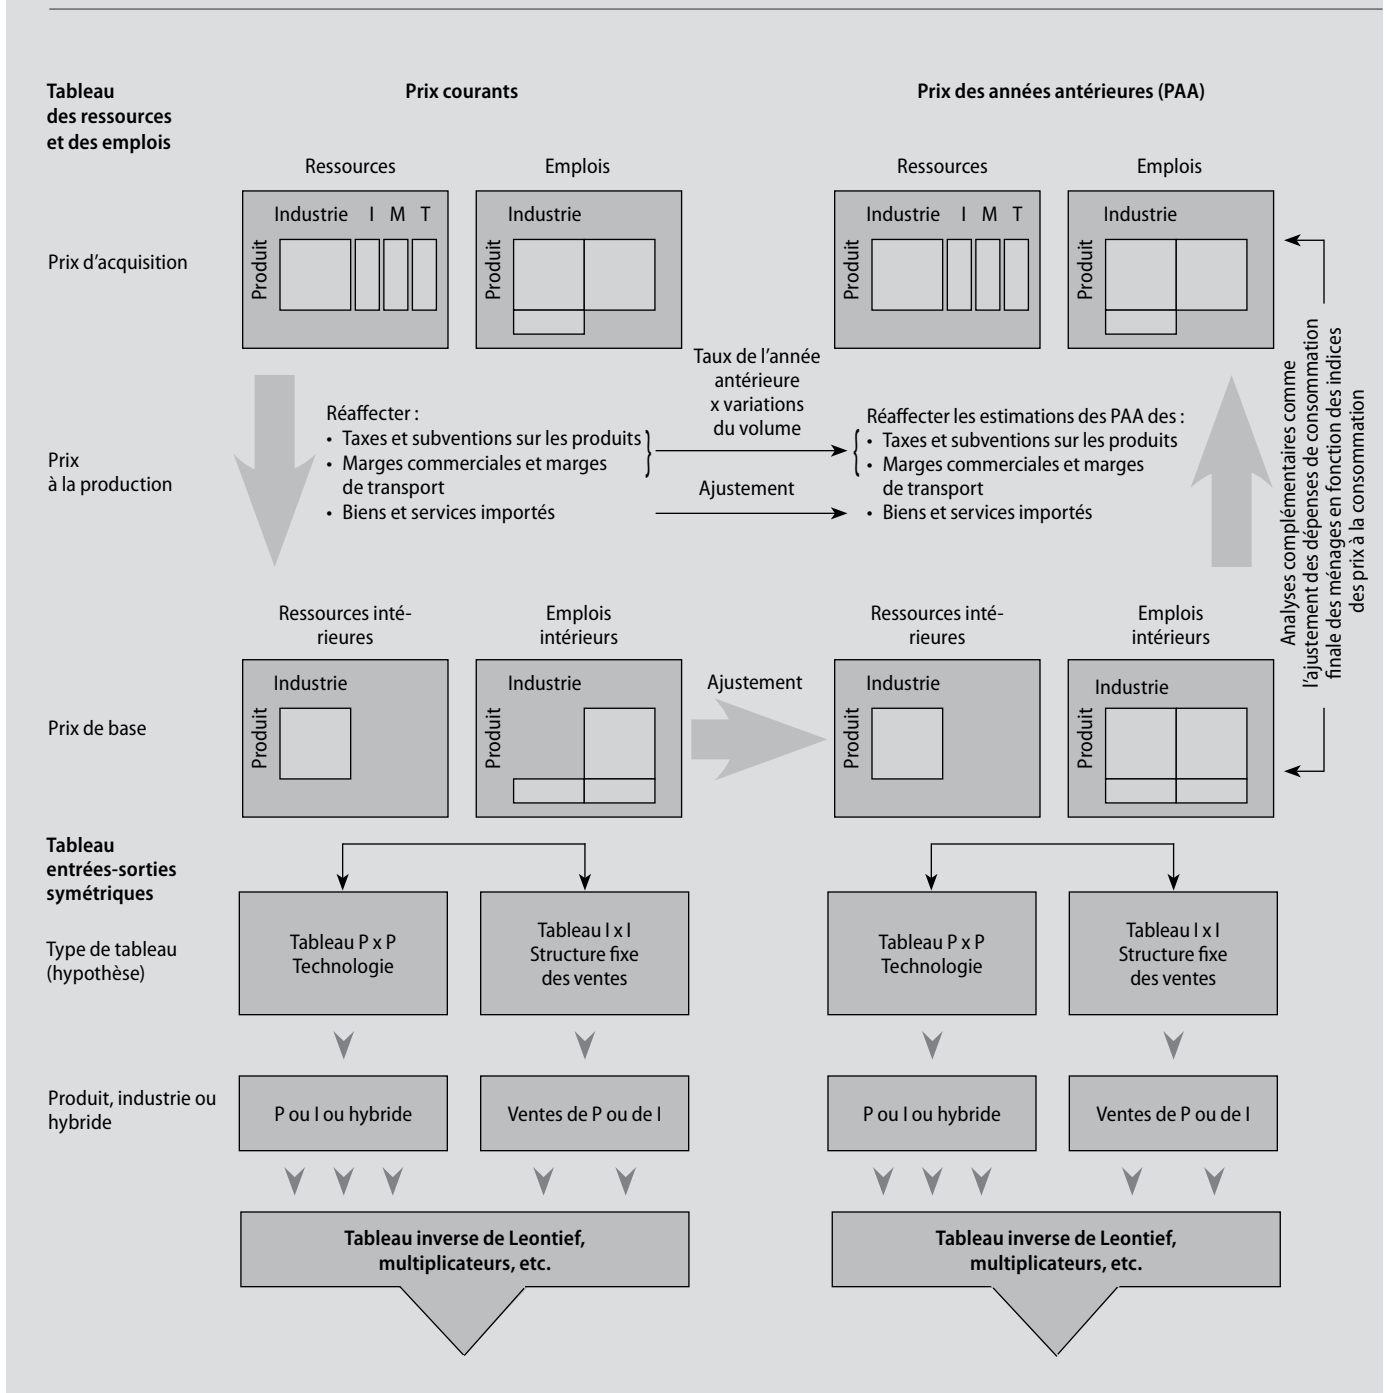 Tableau
des ressources
et des emplois
Prix courants
Prix des années antérieures (PAA)
Ressources
Emplois
Ressources
Emplois
Prix d'acquisition
Industrie I M T
Produit
Industrie
Produit
Industrie I M T
Produit
Industrie
Produit
Taux de l'année
antérieure
x variations
du volume
Prix
à la production
Réaffecter :
• Taxes et subventions sur les produits
• Marges commerciales et marges
de transport
• Biens et services importés
Ajustement
Réaffecter les estimations des PAA des :
• Taxes et subventions sur les produits
• Marges commerciales et marges
de transport
• Biens et services importés
Analyses complémentaires comme
l'ajustement des dépenses de consommation
finale des ménages en fonction des indices
des prix à la consommation
Ressources inté-
rieures
Emplois
intérieurs
Ressources inté-
rieures
Emplois
intérieurs
Prix de base
Industrie
Produit
Industrie
Produit
Ajustement
Industrie
Produit
Industrie
Produit
Tableau
entrées-sorties
symétriques
Type de tableau
(hypothèse)
Tableau P x P
Technologie
Tableau I x I
Structure fixe
des ventes
Tableau P x P
Technologie
Tableau I x I
Structure fixe
des ventes
Produit, industrie ou
hybride
P ou I ou hybride
Ventes de P ou de I
P ou I ou hybride
Ventes de P ou de I
Tableau inverse de Leontief,
multiplicateurs, etc.
Tableau inverse de Leontief,
multiplicateurs, etc.